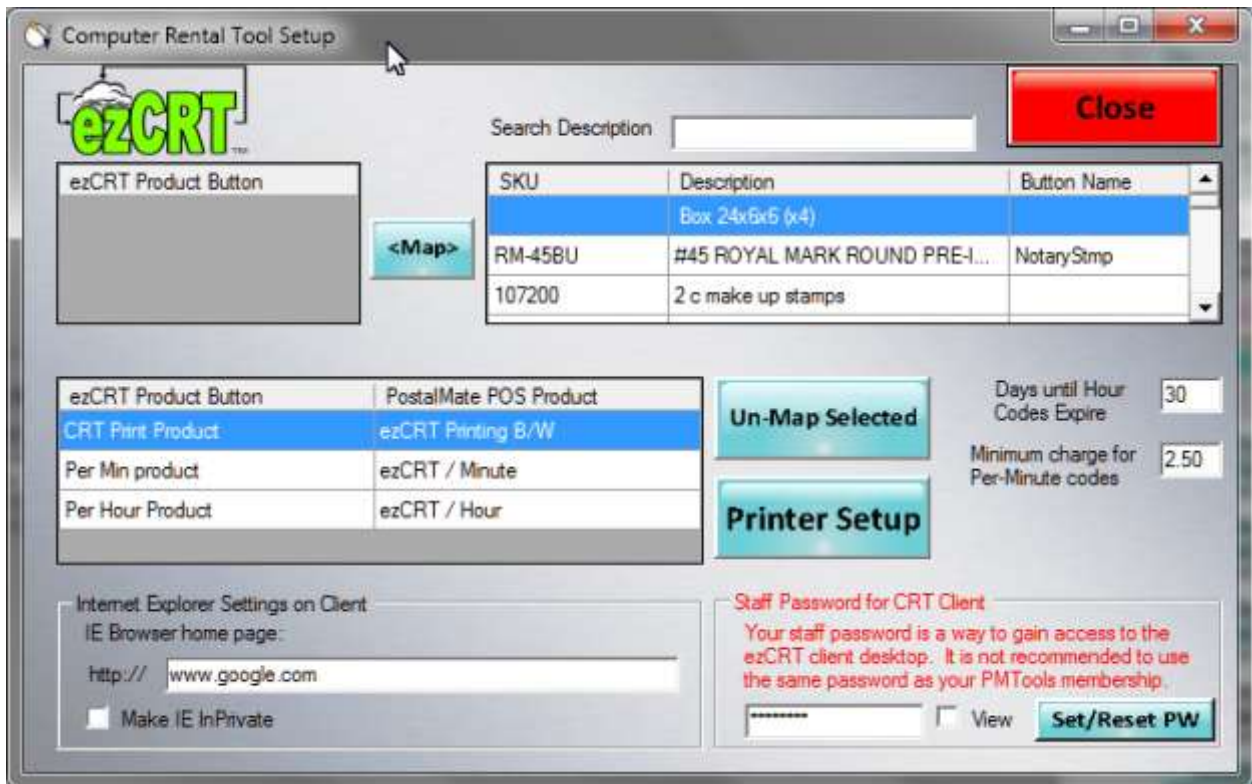 Computer Rental Tool Setup
ezCRT
Search Description
Close
ezCRT Product Button
<Map>
SKU Description Button Name
Box 24x6x6 (x4)
RM-45BU #45 ROYAL MARK ROUND PRE-I... NotaryStmp
107200 2 c make up stamps
ezCRT Product Button PostalMate POS Product
CRT Print Product ezCRT Printing B/W
Per Min product ezCRT / Minute
Per Hour Product ezCRT / Hour
Un-Map Selected
Printer Setup
Days until Hour
Codes Expire
30
Minimum charge for
Per-Minute codes
2.50
Internet Explorer Settings on Client
IE Browser home page:
http:// www.google.com
Make IE InPrivate
Staff Password for CRT Client
Your staff password is a way to gain access to the
ezCRT client desktop. It is not recommended to use
the same password as your PMTools membership.
******** View Set/Reset PW